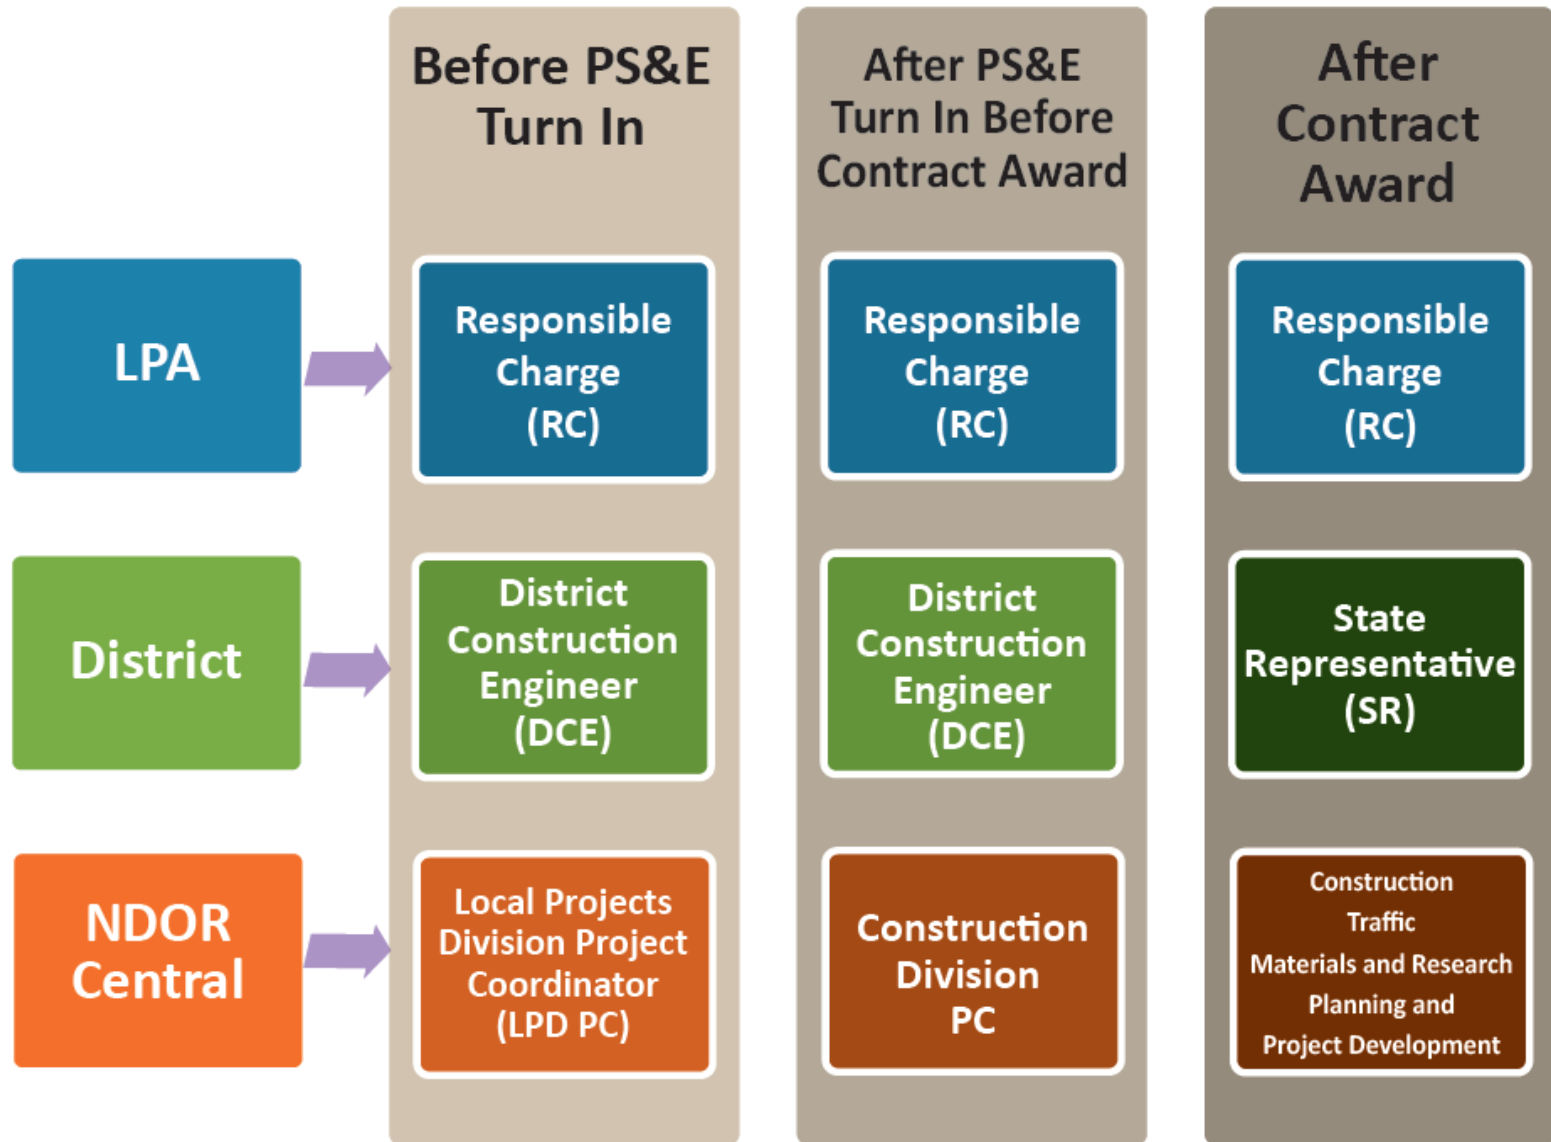 Before PS&E
Turn In
After PS&E
Turn In Before
Contract Award
After
Contract
Award
LPA
Responsible
Charge
(RC)
Responsible
Charge
(RC)
Responsible
Charge
(RC)
District
District
Construction
Engineer
(DCE)
District
Construction
Engineer
(DCE)
State
Representative
(SR)
NDOR
Central
Local Projects
Division Project
Coordinator
(LPD PC)
Construction
Division
PC
Construction
Traffic
Materials and Research
Planning and
Project Development